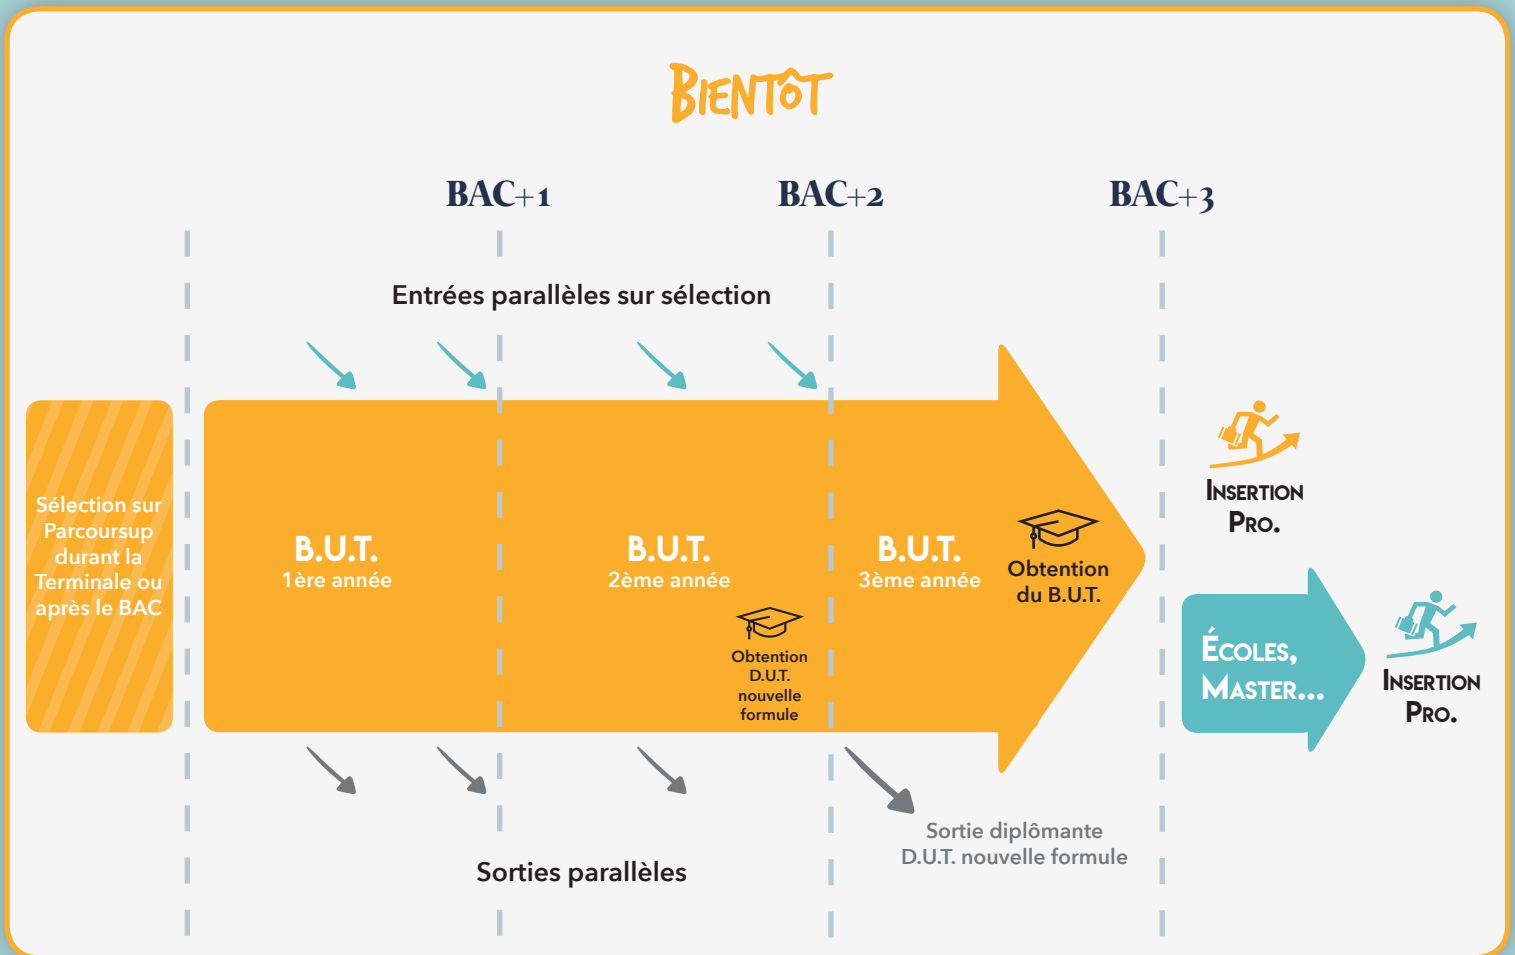 BIENTÔT
BAC+1
BAC+2
BAC+3
Entrées parallèles sur sélection
Sélection sur
Parcoursup
durant la
Terminale ou
après le BAC
B.U.T.
1ère année
B.U.T.
2ème année
Obtention
D.U.T.
nouvelle
formule
B.U.T.
3ème année
Obtention
du B.U.T.
INSERTION
PRO.
ÉCOLES,
MASTER...
INSERTION
PRO.
Sortie diplômante
D.U.T. nouvelle formule
Sorties parallèles